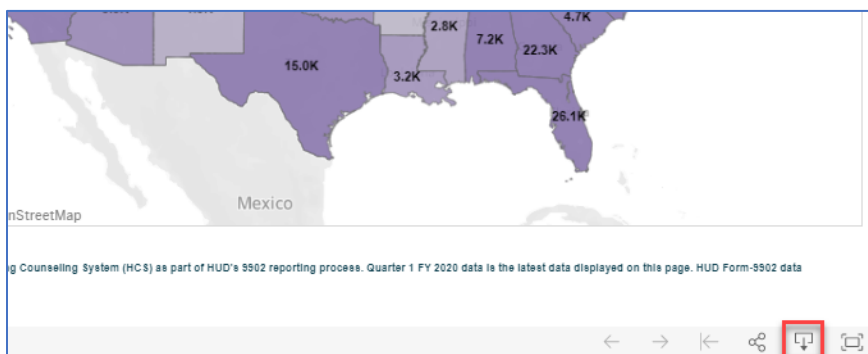 4.7K
2.8K
7.2K
22.3K
15.0K
3.2K
26.1K
Mexico
nStreetMap
g Counseling System (HCS) as part of HUD's 9902 reporting process. Quarter 1 FY 2020 data is the latest data displayed on this page. HUD Form-9902 data